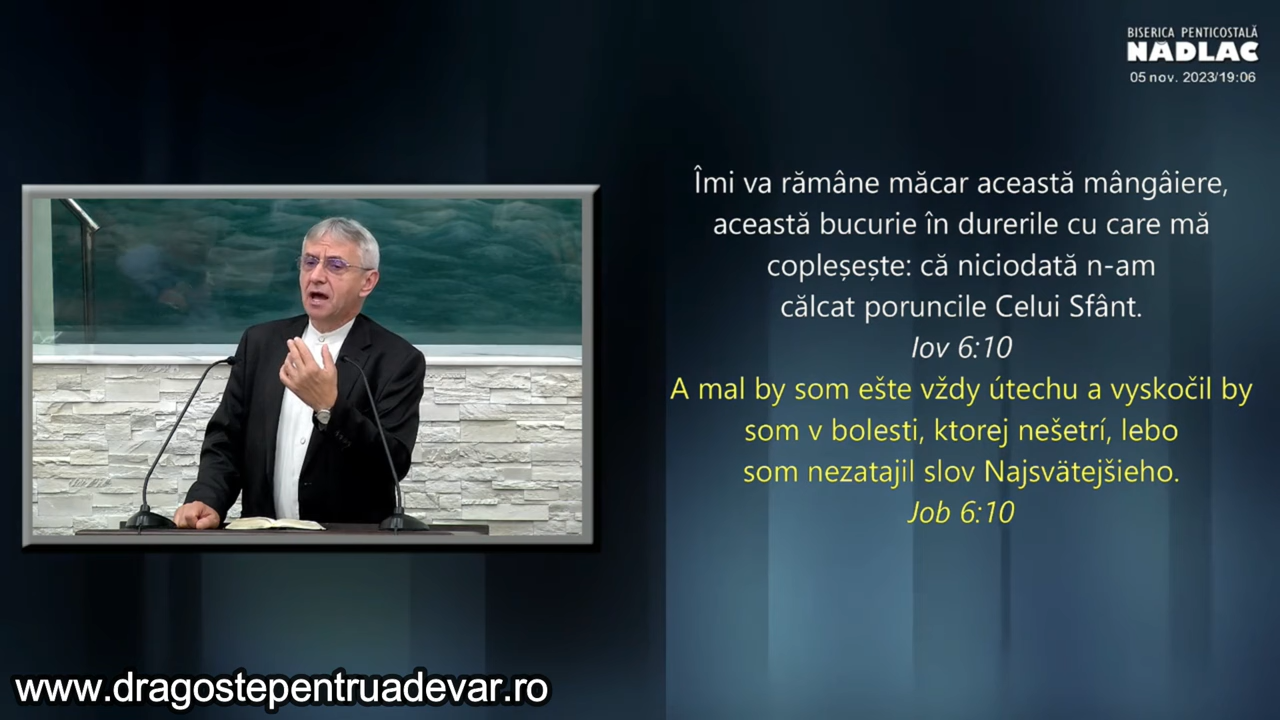 BISERICA PENTICOSTALĂ
NĂDLAC
05 nov. 2023/19:06
Îmi va rămâne măcar această mângâiere,
această bucurie în durerile cu care mă
copleșește: că niciodată n-am
călcat poruncile Celui Sfânt.
Iov 6:10
A mal by som ešte vždy útechu a vyskočil by
som v bolesti, ktorej nešetrí, lebo
som nezatajil slov Najsvätejšieho.
Job 6:10
www.dragostepentruadevar.ro